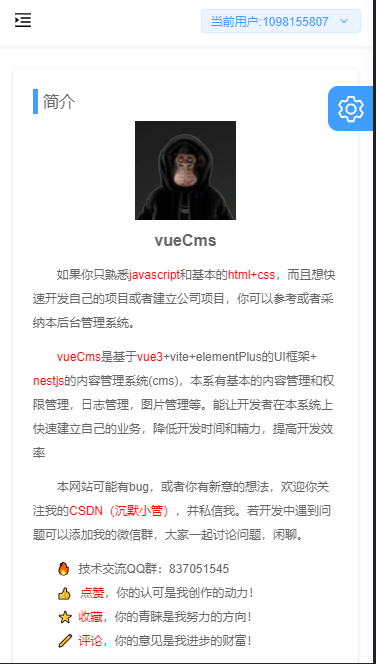 当前用户:1098155807
简介
vueCms
如果你只熟悉javascript和基本的html+css，而且想快
速开发自己的项目或者建立公司项目，你可以参考或者采
纳本后台管理系统。
vueCms是基于vue3+vite+elementPlus的UI框架+
nestjs的内容管理系统(cms)，本系有基本的内容管理和权
限管理，日志管理，图片管理等。能让开发者在本系统上
快速建立自己的业务，降低开发时间和精力，提高开发效
率
本网站可能有bug，或者你有新意的想法，欢迎你关
注我的CSDN（沉默小管），并私信我。若开发中遇到问
题可以添加我的微信群，大家一起讨论问题，闲聊。
技术交流QQ群：837051545
点赞，你的认可是我创作的动力！
收藏，你的青睐是我努力的方向！
评论，你的意见是我进步的财富！